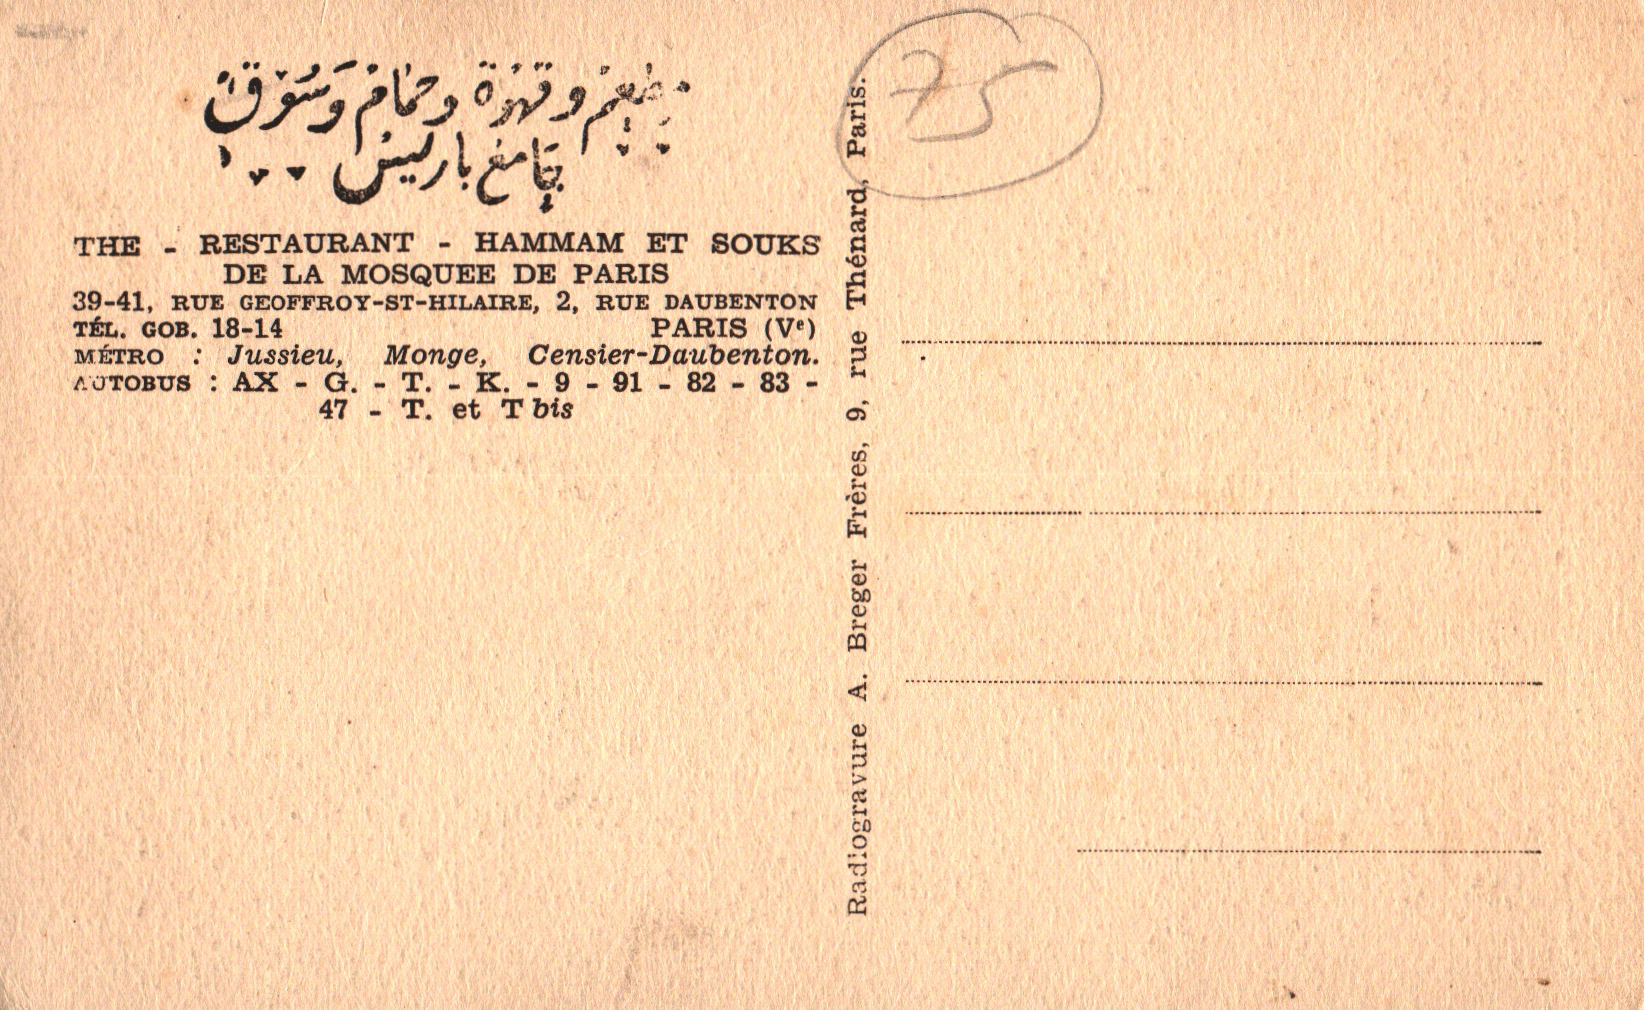 مطعم وقهوة وحمام وسوق
بجامع باريس
THE - RESTAURANT - HAMMAM ET SOUKS
DE LA MOSQUEE DE PARIS
39-41, RUE GEOFFROY-ST-HILAIRE, 2, RUE DAUBENTON
TÉL. GOB. 18-14 PARIS (Vᵉ)
MÉTRO : Jussieu, Monge, Censier-Daubenton.
AUTOBUS : AX - G. - T. - K. - 9 - 91 - 82 - 83 -
47 - T. et T bis
Radiogravure A. Breger Frères, 9, rue Thénard, Paris.
75